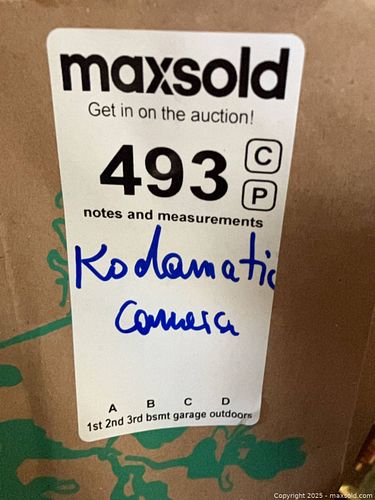 maxsold
Get in on the auction!
493 C
P
notes and measurements
Kodamatic
camera
A B C D
1st 2nd 3rd bsmt garage outdoors
Copyright 2025 - maxsold.com